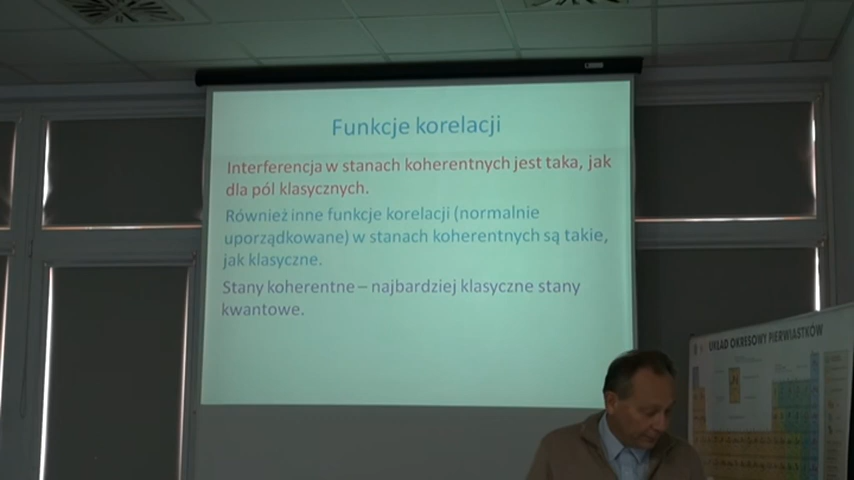 Funkcje korelacji
Interferencja w stanach koherentnych jest taka, jak
dla pól klasycznych.
Również inne funkcje korelacji (normalnie
uporządkowane) w stanach koherentnych są takie,
jak klasyczne.
Stany koherentne – najbardziej klasyczne stany
kwantowe.
UKŁAD OKRESOWY PIERWIASTKÓW